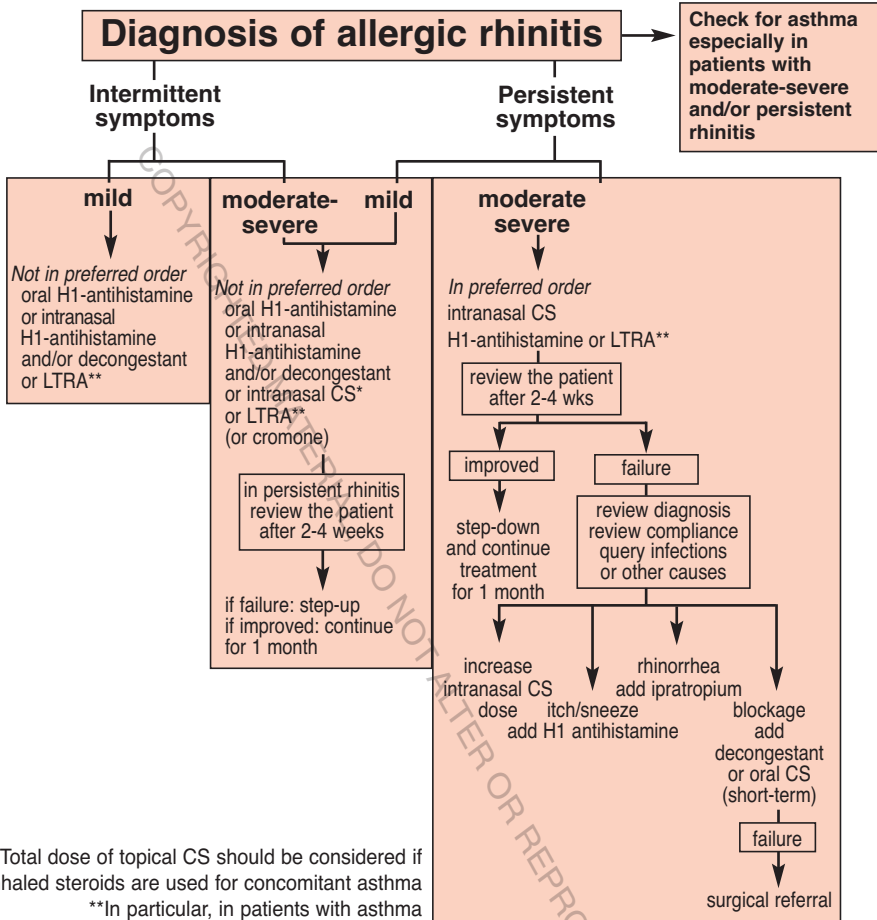 Diagnosis of allergic rhinitis
Check for asthma
especially in
patients with
moderate-severe
and/or persistent
rhinitis
Intermittent
symptoms
Persistent
symptoms
mild
Not in preferred order
oral H1-antihistamine
or intranasal
H1-antihistamine
and/or decongestant
or LTRA**
moderate-
severe
mild
Not in preferred order
oral H1-antihistamine
or intranasal
H1-antihistamine
and/or decongestant
or intranasal CS*
or LTRA**
(or cromone)
in persistent rhinitis
review the patient
after 2-4 weeks
if failure: step-up
if improved: continue
for 1 month
moderate
severe
In preferred order
intranasal CS
H1-antihistamine or LTRA**
review the patient
after 2-4 wks
improved
failure
step-down
and continue
treatment
for 1 month
review diagnosis
review compliance
query infections
or other causes
increase
intranasal CS
dose
itch/sneeze
add H1 antihistamine
rhinorrhea
add ipratropium
blockage
add
decongestant
or oral CS
(short-term)
failure
surgical referral
Total dose of topical CS should be considered if
haled steroids are used for concomitant asthma
**In particular, in patients with asthma
COPYRIGHTED MATERIAL, DO NOT ALTER OR REPRO